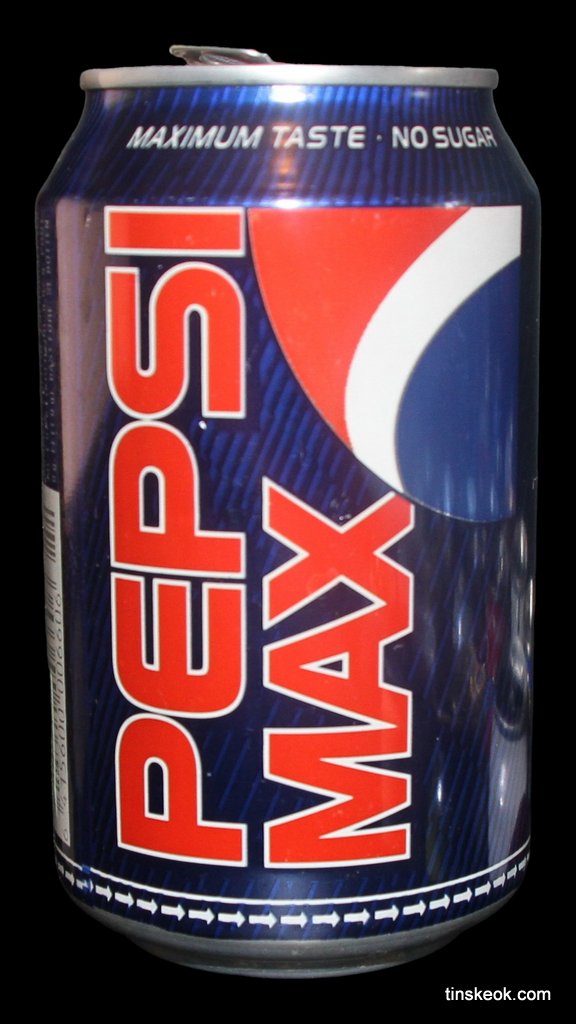 MAXIMUM TASTE · NO SUGAR
PEPSI
MAX
tinskeok.com